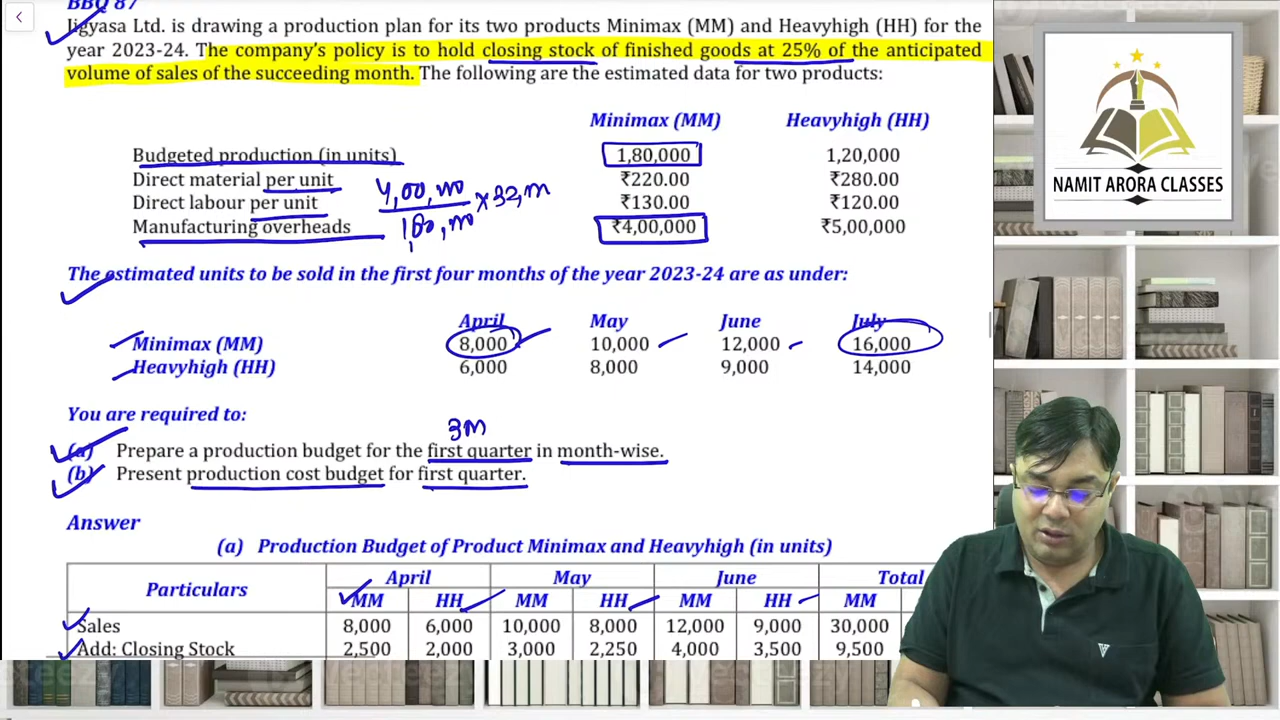 BBQ 87
Jigyasa Ltd. is drawing a production plan for its two products Minimax (MM) and Heavyhigh (HH) for the
year 2023-24. The company's policy is to hold closing stock of finished goods at 25% of the anticipated
volume of sales of the succeeding month. The following are the estimated data for two products:
Minimax (MM) Heavyhigh (HH)
Budgeted production (in units) 1,80,000 1,20,000
Direct material per unit ₹220.00 ₹280.00
Direct labour per unit ₹130.00 ₹120.00
Manufacturing overheads ₹4,00,000 ₹5,00,000
The estimated units to be sold in the first four months of the year 2023-24 are as under:
April May June July
Minimax (MM) 8,000 10,000 12,000 16,000
Heavyhigh (HH) 6,000 8,000 9,000 14,000
You are required to:
3m
(a) Prepare a production budget for the first quarter in month-wise.
(b) Present production cost budget for first quarter.
Answer
(a) Production Budget of Product Minimax and Heavyhigh (in units)
Particulars April May June Total
MM HH MM HH MM HH MM
Sales 8,000 6,000 10,000 8,000 12,000 9,000 30,000
Add: Closing Stock 2,500 2,000 3,000 2,250 4,000 3,500 9,500
NAMIT ARORA CLASSES